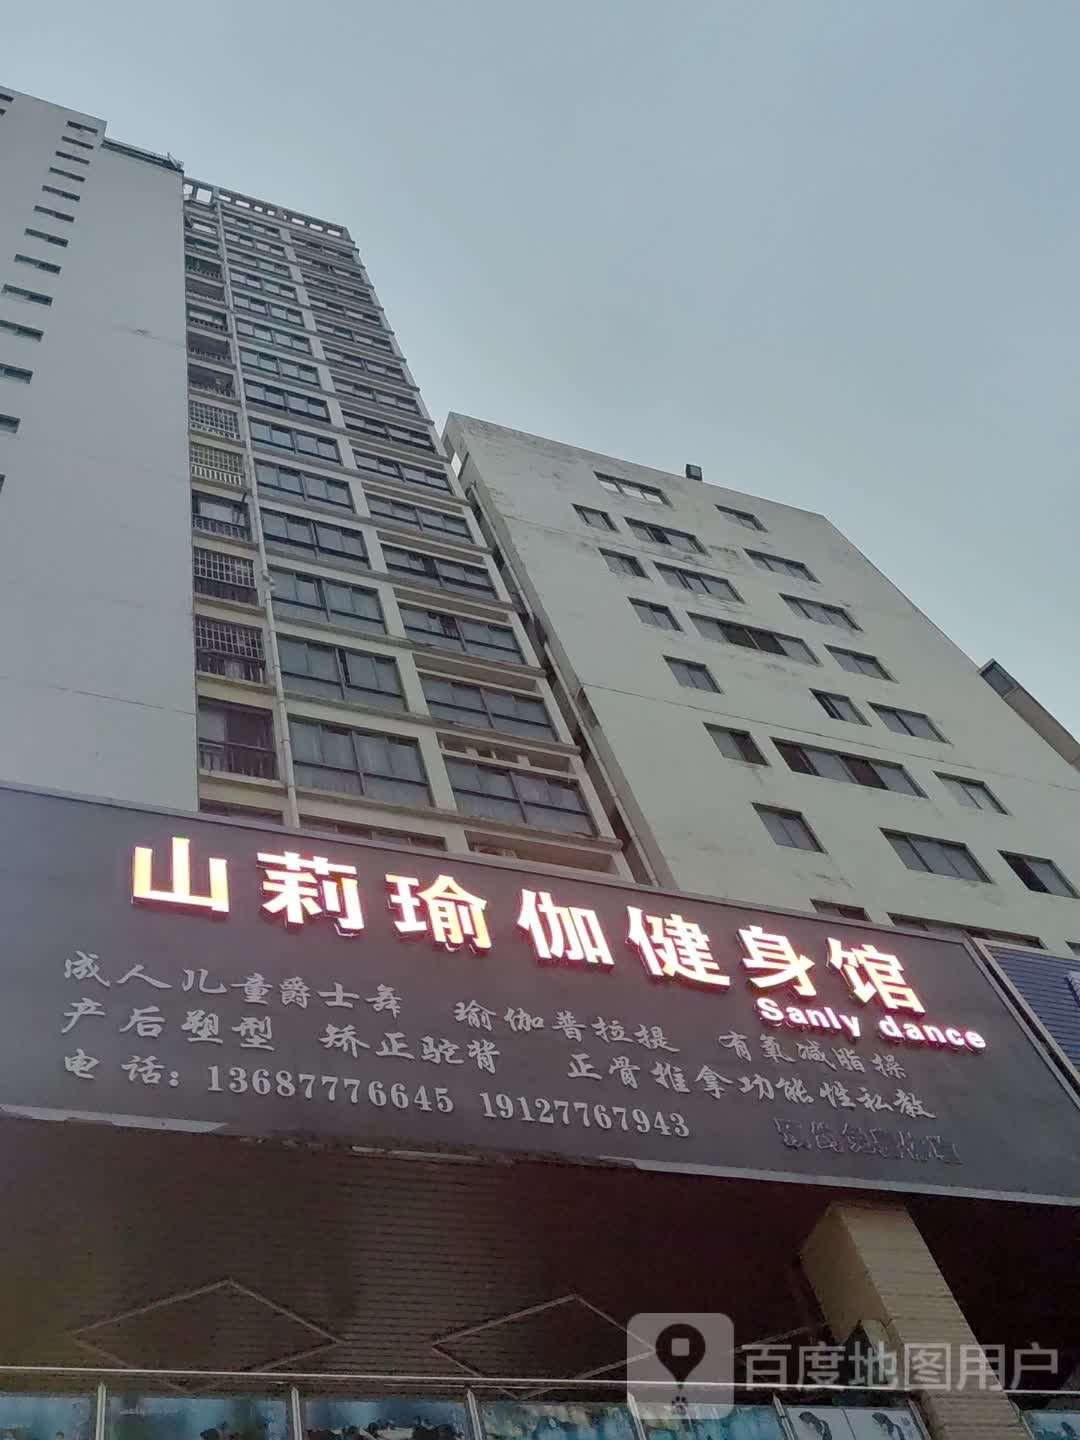 山莉瑜伽健身馆
Sanly dance
成人儿童爵士舞 瑜伽普拉提 有氧减脂操
产后塑型 矫正驼背 正骨推拿功能性私教
电话：13687776645 19127767943
百度地图用户